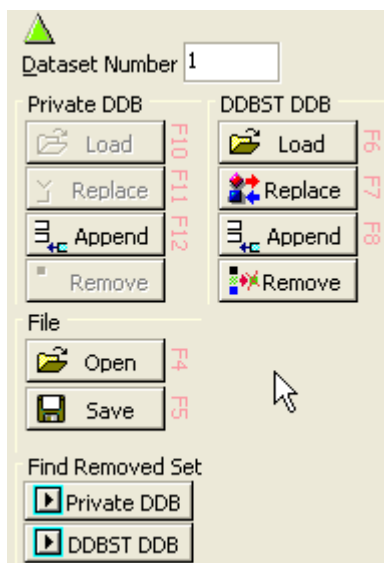 Dataset Number 1
Private DDB
Load F10
Replace F11
Append F12
Remove
DDBST DDB
Load F6
Replace F7
Append F8
Remove
File
Open F4
Save F5
Find Removed Set
Private DDB
DDBST DDB